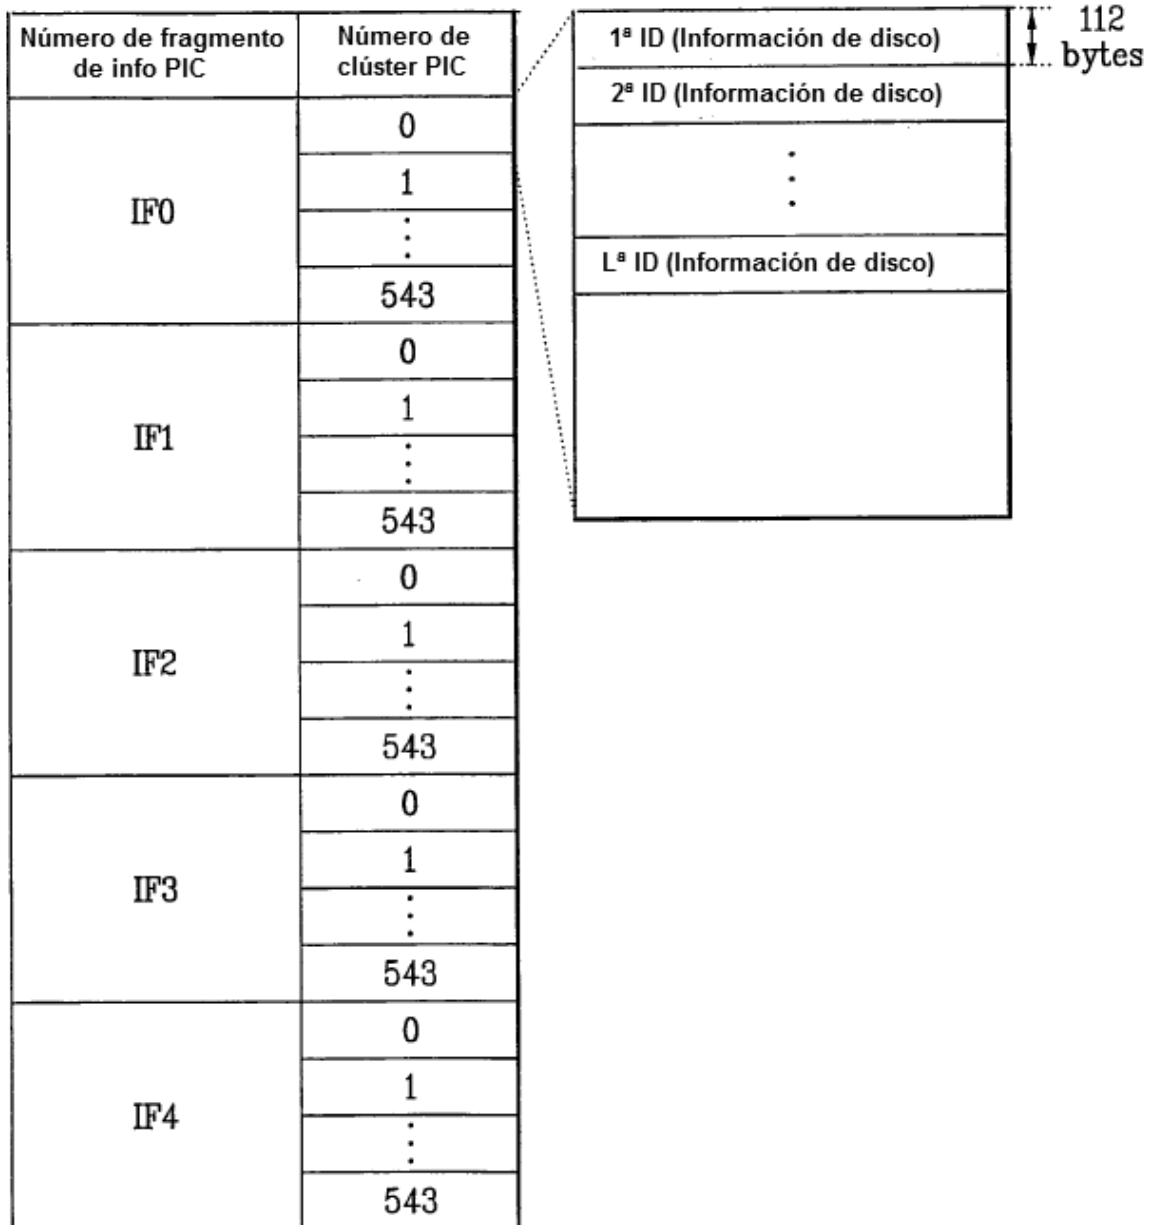 Número de fragmento
de info PIC
Número de
clúster PIC
IF0
0
1
543
IF1
0
1
543
IF2
0
1
543
IF3
0
1
543
IF4
0
1
543
1ª ID (Información de disco)
2ª ID (Información de disco)
Lª ID (Información de disco)
112
bytes